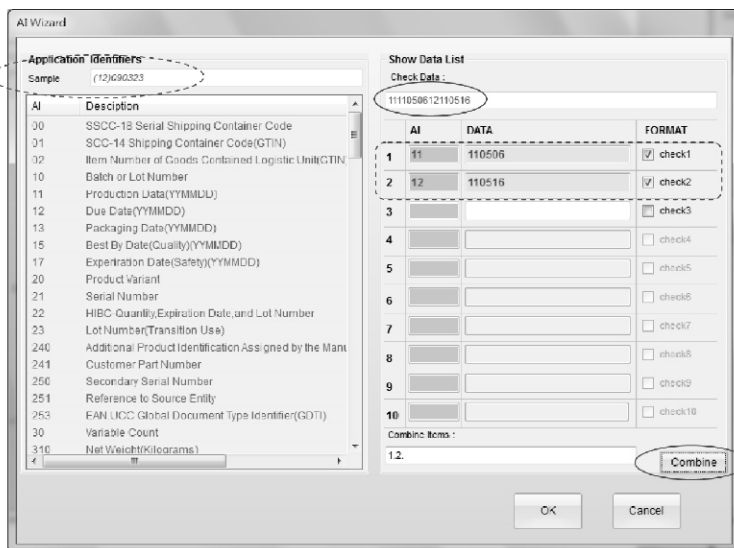 AI Wizard
Application Identifiers
Sample (12)090323
AI Desciption
00 SSCC-18 Serial Shipping Container Code
01 SCC-14 Shipping Container Code(GTIN)
02 Item Number of Goods Contained Logistic Unit(GTIN
10 Batch or Lot Number
11 Production Data(YYMMDD)
12 Due Date(YYMMDD)
13 Packaging Date(YYMMDD)
15 Best By Date(Quality)(YYMMDD)
17 Experiration Date(Safety)(YYMMDD)
20 Product Variant
21 Serial Number
22 HIBC-Quantity,Expiration Date,and Lot Number
23 Lot Number(Transition Use)
240 Additional Product Identification Assigned by the Manu
241 Customer Part Number
250 Secondary Serial Number
251 Reference to Source Entity
253 EAN.UCC Global Document Type Identifier(GDTI)
30 Variable Count
310 Net Weight(Kilograms)
Show Data List
Check Data :
1111050612110516
AI DATA FORMAT
1 11 110506 check1
2 12 110516 check2
3 check3
4 check4
5 check5
6 check6
7 check7
8 check8
9 check9
10 check10
Combine Items :
1.2.
Combine
OK Cancel